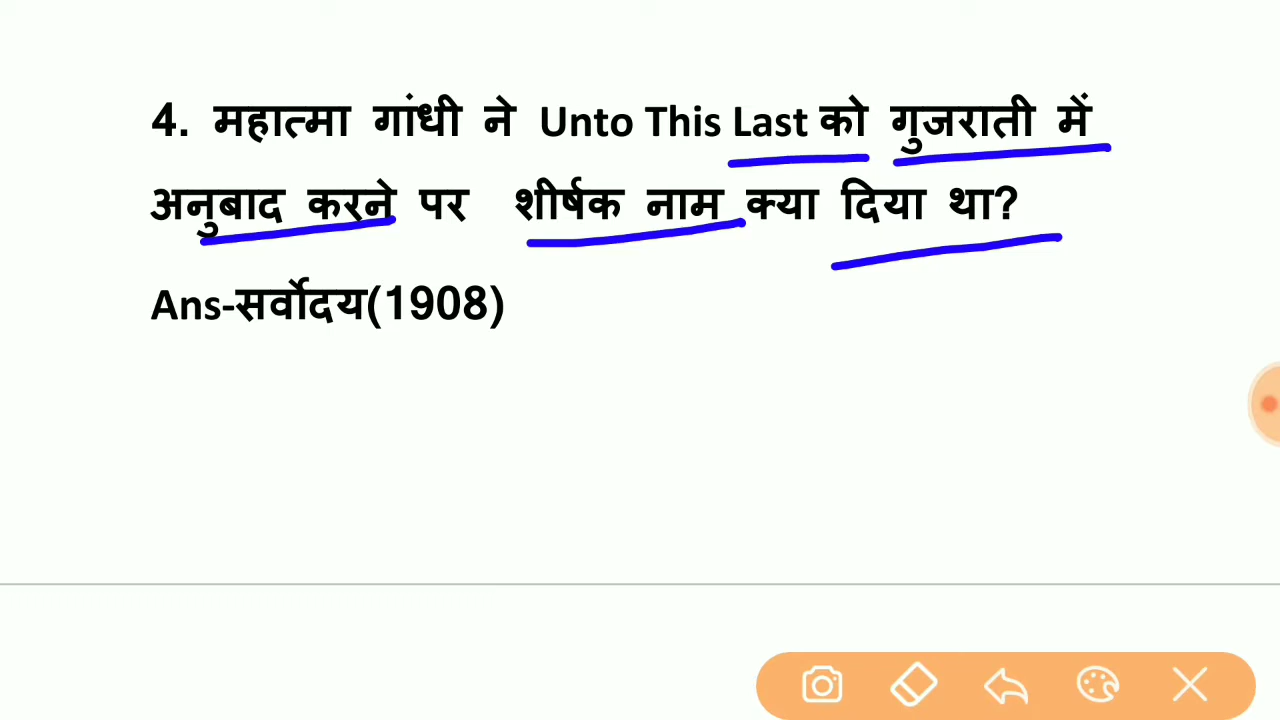 4. महात्मा गांधी ने Unto This Last को गुजराती में
अनुबाद करने पर शीर्षक नाम क्या दिया था?
Ans-सर्वोदय(1908)